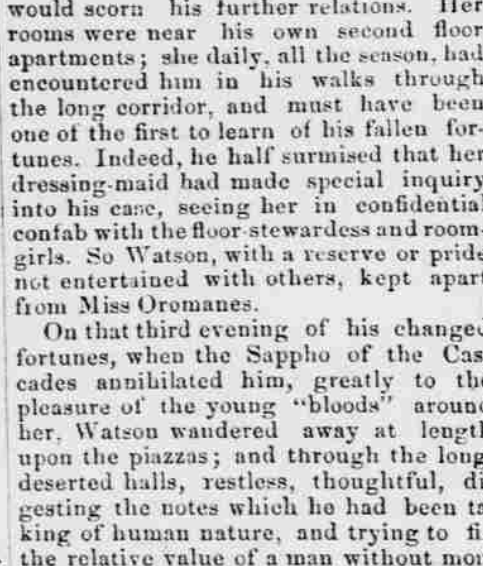 would scorn his further relations. Her
rooms were near his own second floor
apartments; she daily, all the season, had
encountered him in his walks through
the long corridor, and must have been
one of the first to learn of his fallen for-
tunes. Indeed, he half surmised that her
dressing-maid had made special inquiry
into his case, seeing her in confidential
confab with the floor-stewardess and room-
girls. So Watson, with a reserve or pride
not entertained with others, kept apart
from Miss Oromanes.
On that third evening of his changed
fortunes, when the Sappho of the Cas
cades annihilated him, greatly to the
pleasure of the young "bloods" around
her, Watson wandered away at length
upon the piazzas; and through the long
deserted halls, restless, thoughtful, di
gesting the notes which he had been ta
king of human nature, and trying to fi
the relative value of a man without mon